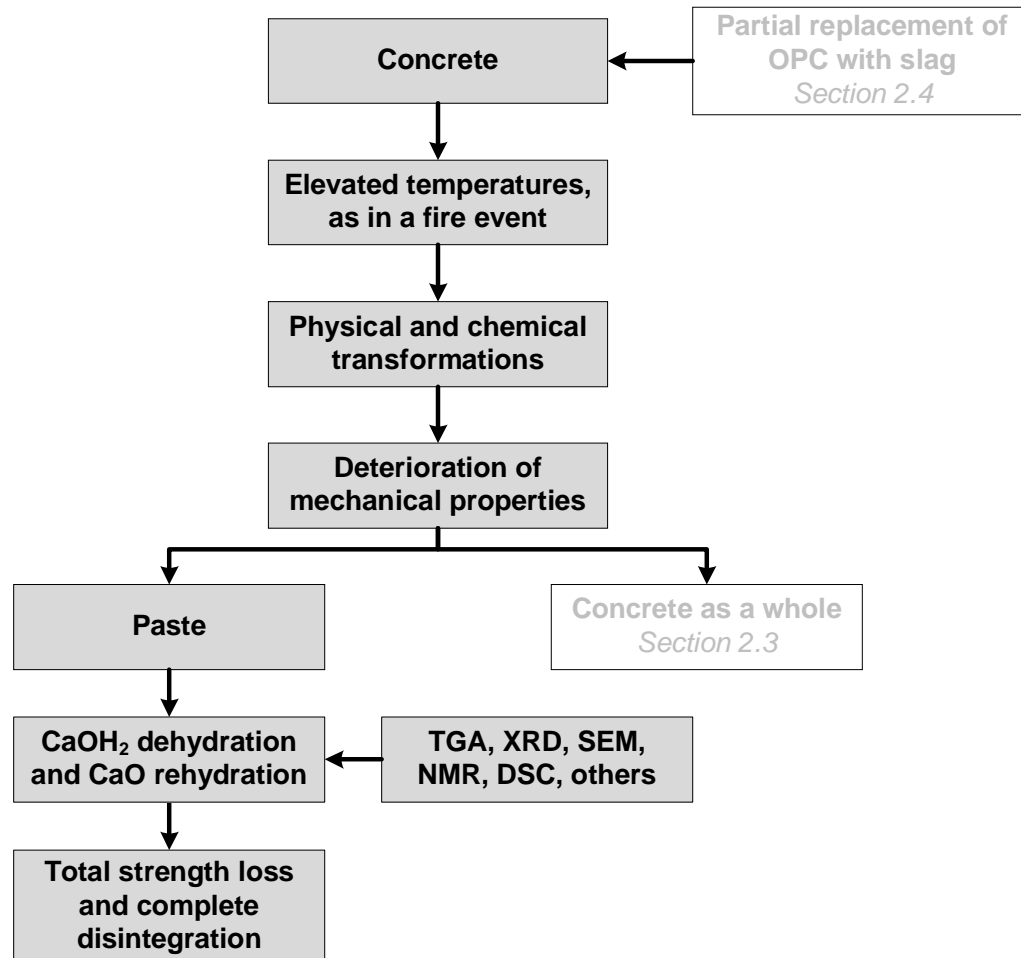 Concrete
Partial replacement of
OPC with slag
Section 2.4
Elevated temperatures,
as in a fire event
Physical and chemical
transformations
Deterioration of
mechanical properties
Paste
Concrete as a whole
Section 2.3
CaOH₂ dehydration
and CaO rehydration
TGA, XRD, SEM,
NMR, DSC, others
Total strength loss
and complete
disintegration